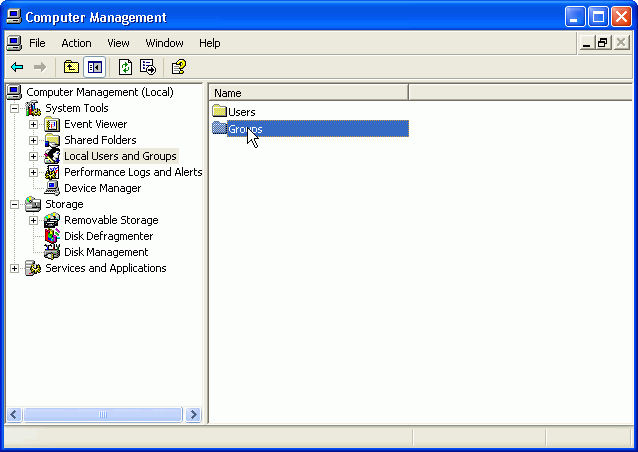 Computer Management
File Action View Window Help
Computer Management (Local)
System Tools
Event Viewer
Shared Folders
Local Users and Groups
Performance Logs and Alerts
Device Manager
Storage
Removable Storage
Disk Defragmenter
Disk Management
Services and Applications
Name
Users
Groups